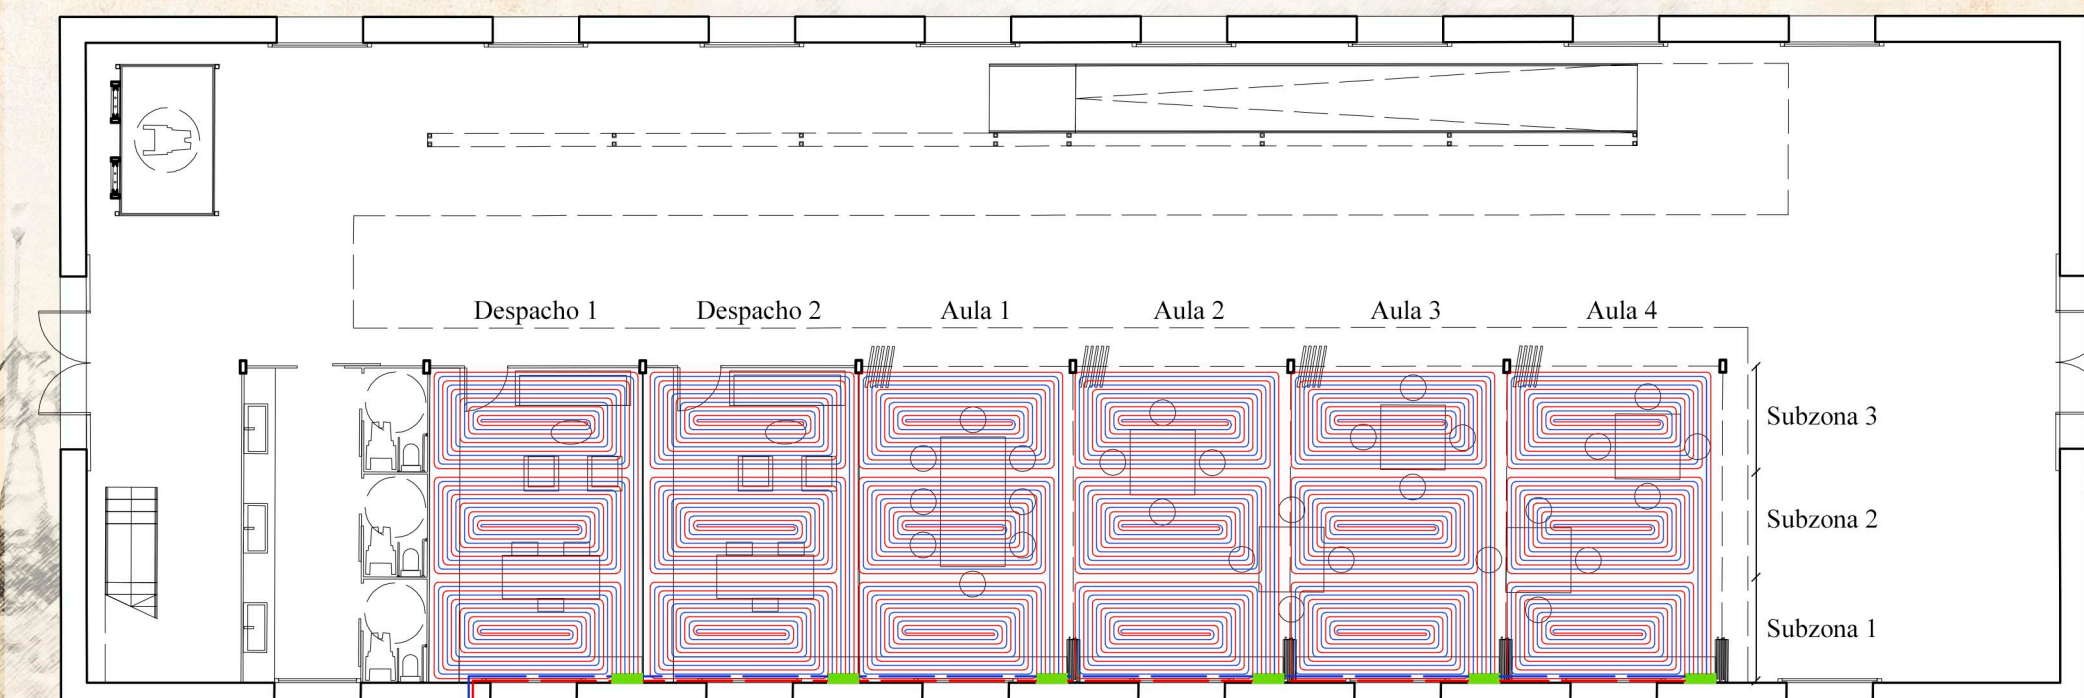 Despacho 1
Despacho 2
Aula 1
Aula 2
Aula 3
Aula 4
Subzona 3
Subzona 2
Subzona 1